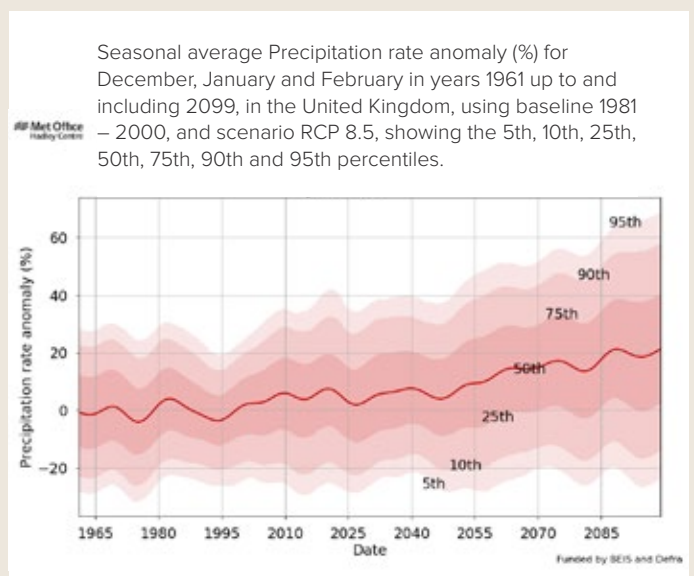 Seasonal average Precipitation rate anomaly (%) for
December, January and February in years 1961 up to and
including 2099, in the United Kingdom, using baseline 1981
– 2000, and scenario RCP 8.5, showing the 5th, 10th, 25th,
50th, 75th, 90th and 95th percentiles.
Met Office
Hadley Centre
Precipitation rate anomaly (%)
60
40
20
0
−20
95th
90th
75th
50th
25th
10th
5th
1965 1980 1995 2010 2025 2040 2055 2070 2085
Date
Funded by BEIS and Defra